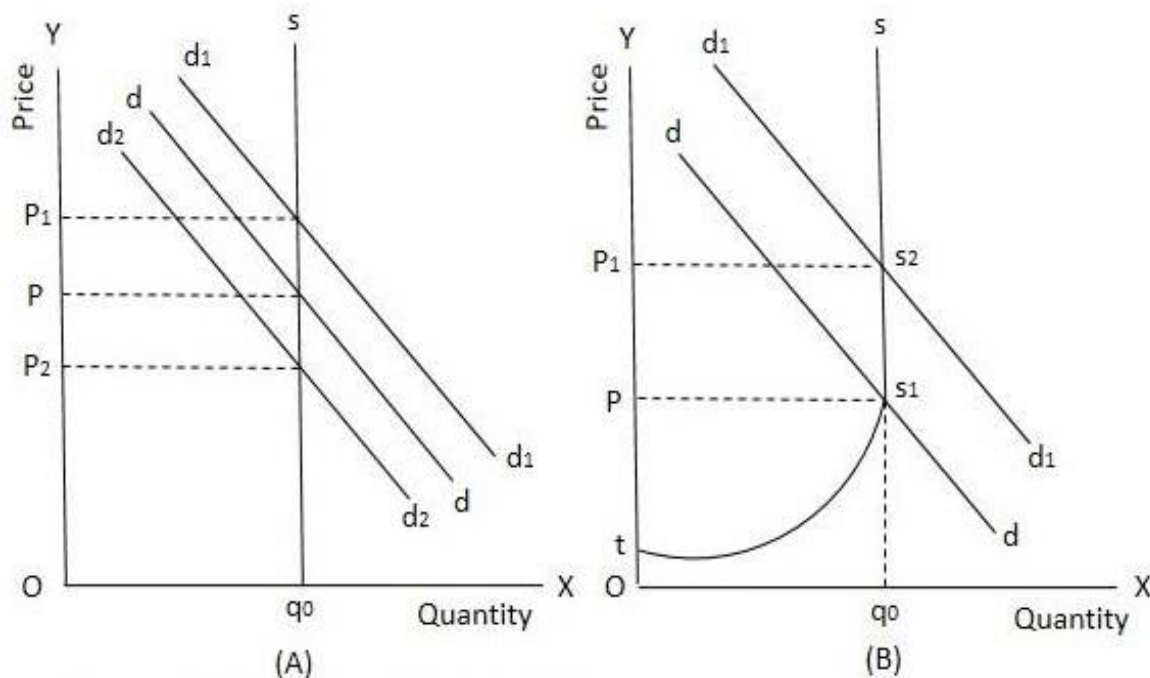 Y
s
d1
Price
d
d2
P1
P
P2
d1
d
d2
O
X
q0
Quantity
(A)
Y
s
d1
Price
d
P1
s2
P
s1
d1
t
d
O
X
q0
Quantity
(B)